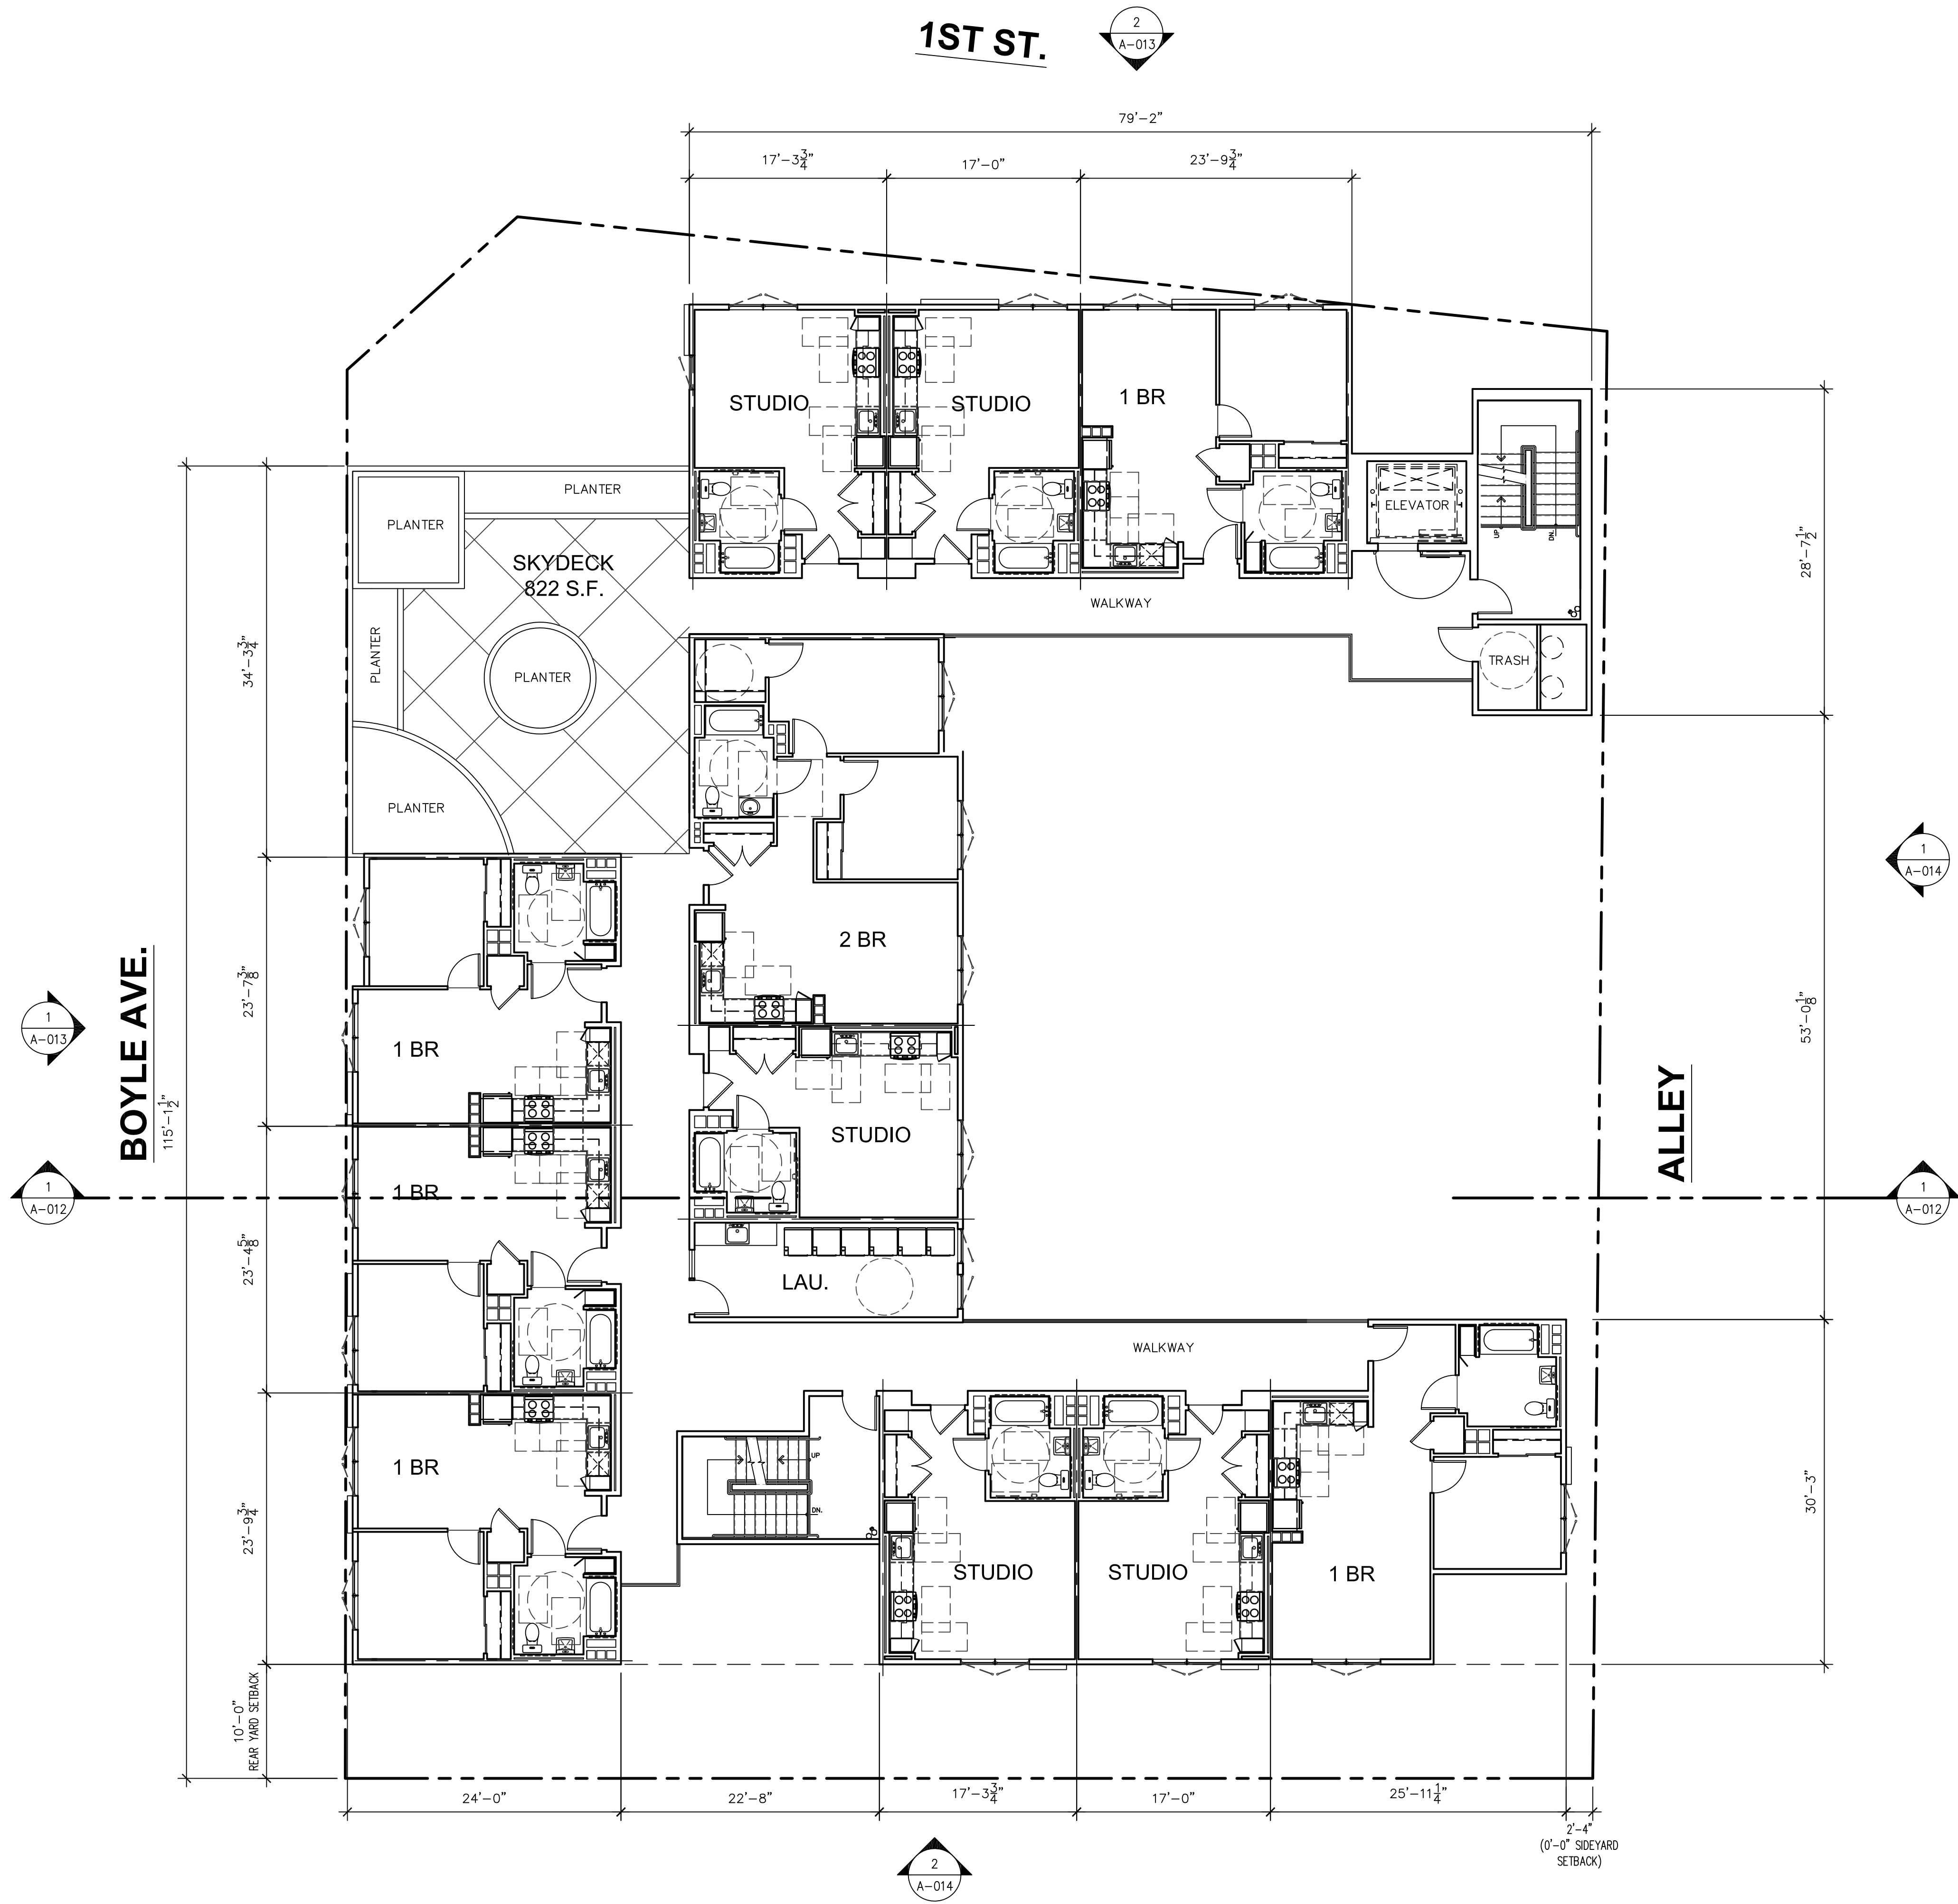 1ST ST.
2
A-013
79'-2"
17'-3 3/4"
17'-0"
23'-9 3/4"
STUDIO
STUDIO
1 BR
PLANTER
PLANTER
ELEVATOR
UP
DN.
SKYDECK
822 S.F.
28'-7 1/2"
WALKWAY
PLANTER
PLANTER
TRASH
34'-3 3/4"
PLANTER
1
A-014
2 BR
BOYLE AVE.
115'-1 1/2"
23'-7 3/8"
1
A-013
1 BR
53'-0 1/8"
ALLEY
STUDIO
1
A-012
1 BR
1
A-012
23'-4 5/8"
LAU.
WALKWAY
1 BR
UP
DN.
23'-9 3/4"
30'-3"
STUDIO
STUDIO
1 BR
10'-0"
REAR YARD SETBACK
24'-0"
22'-8"
17'-3 3/4"
17'-0"
25'-11 1/4"
2'-4"
(0'-0" SIDEYARD
SETBACK)
2
A-014